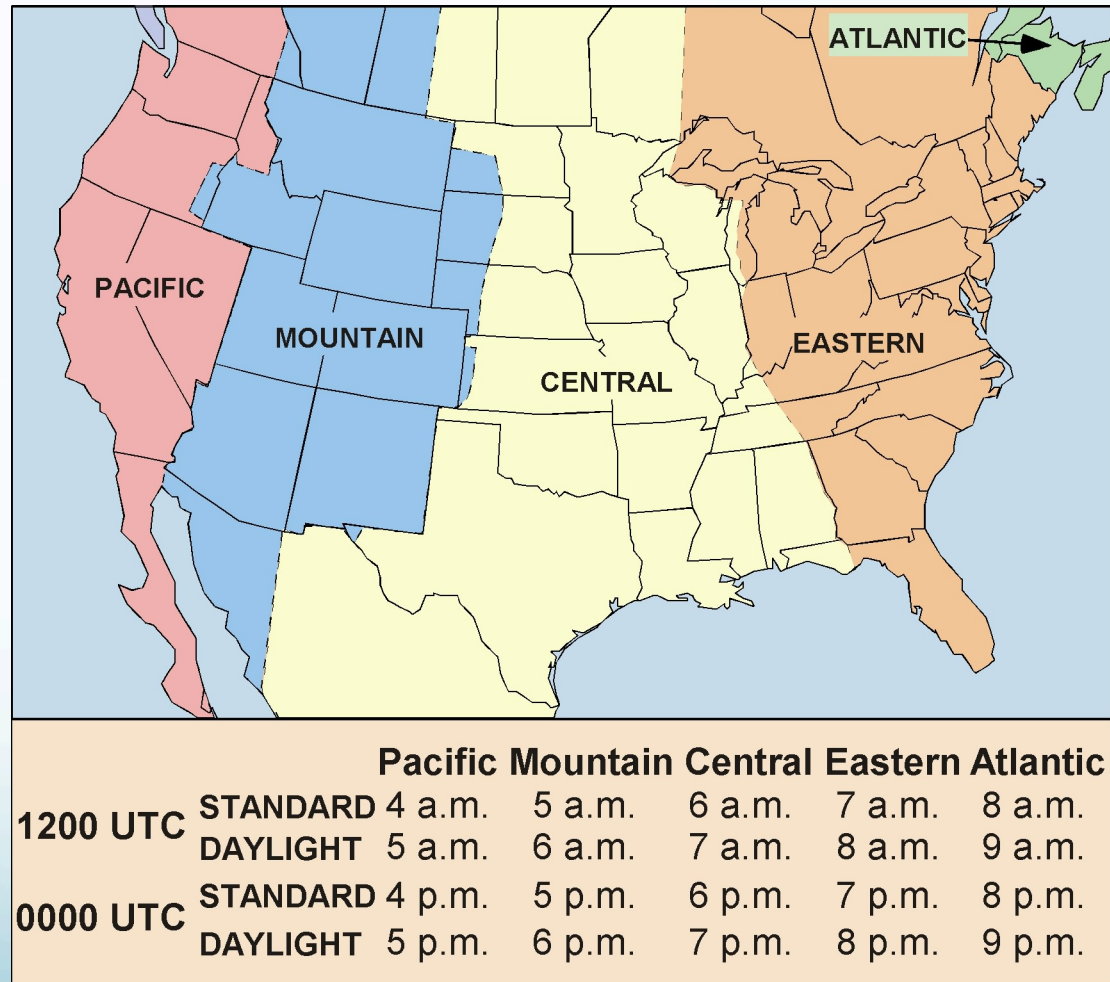 ATLANTIC
PACIFIC
MOUNTAIN
CENTRAL
EASTERN
Pacific Mountain Central Eastern Atlantic
1200 UTC
STANDARD 4 a.m. 5 a.m. 6 a.m. 7 a.m. 8 a.m.
DAYLIGHT 5 a.m. 6 a.m. 7 a.m. 8 a.m. 9 a.m.
0000 UTC
STANDARD 4 p.m. 5 p.m. 6 p.m. 7 p.m. 8 p.m.
DAYLIGHT 5 p.m. 6 p.m. 7 p.m. 8 p.m. 9 p.m.